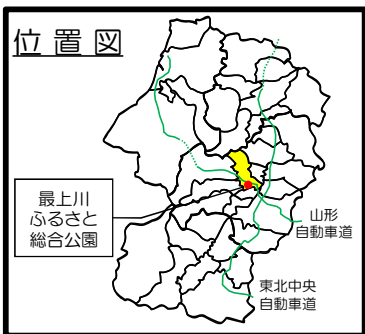 位置図
最上川
ふるさと
総合公園
山形
自動車道
東北中央
自動車道